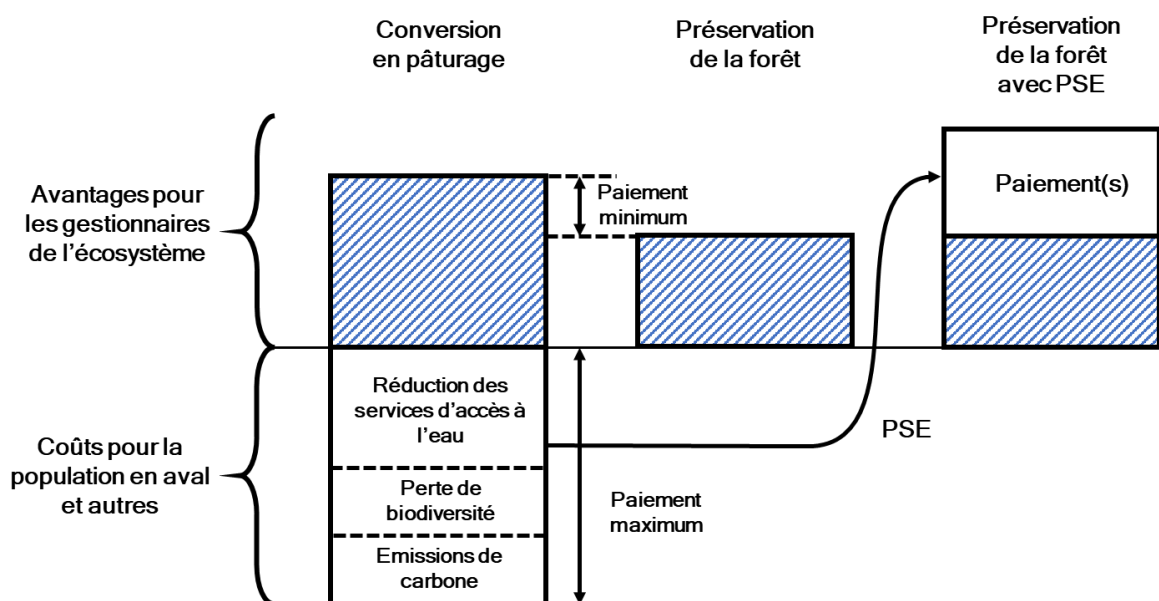 Conversion
en pâturage
Préservation
de la forêt
Préservation
de la forêt
avec PSE
Avantages pour
les gestionnaires
de l'écosystème
Paiement
minimum
Paiement(s)
Coûts pour la
population en aval
et autres
Réduction des
services d'accès à
l'eau
Perte de
biodiversité
Emissions de
carbone
Paiement
maximum
PSE